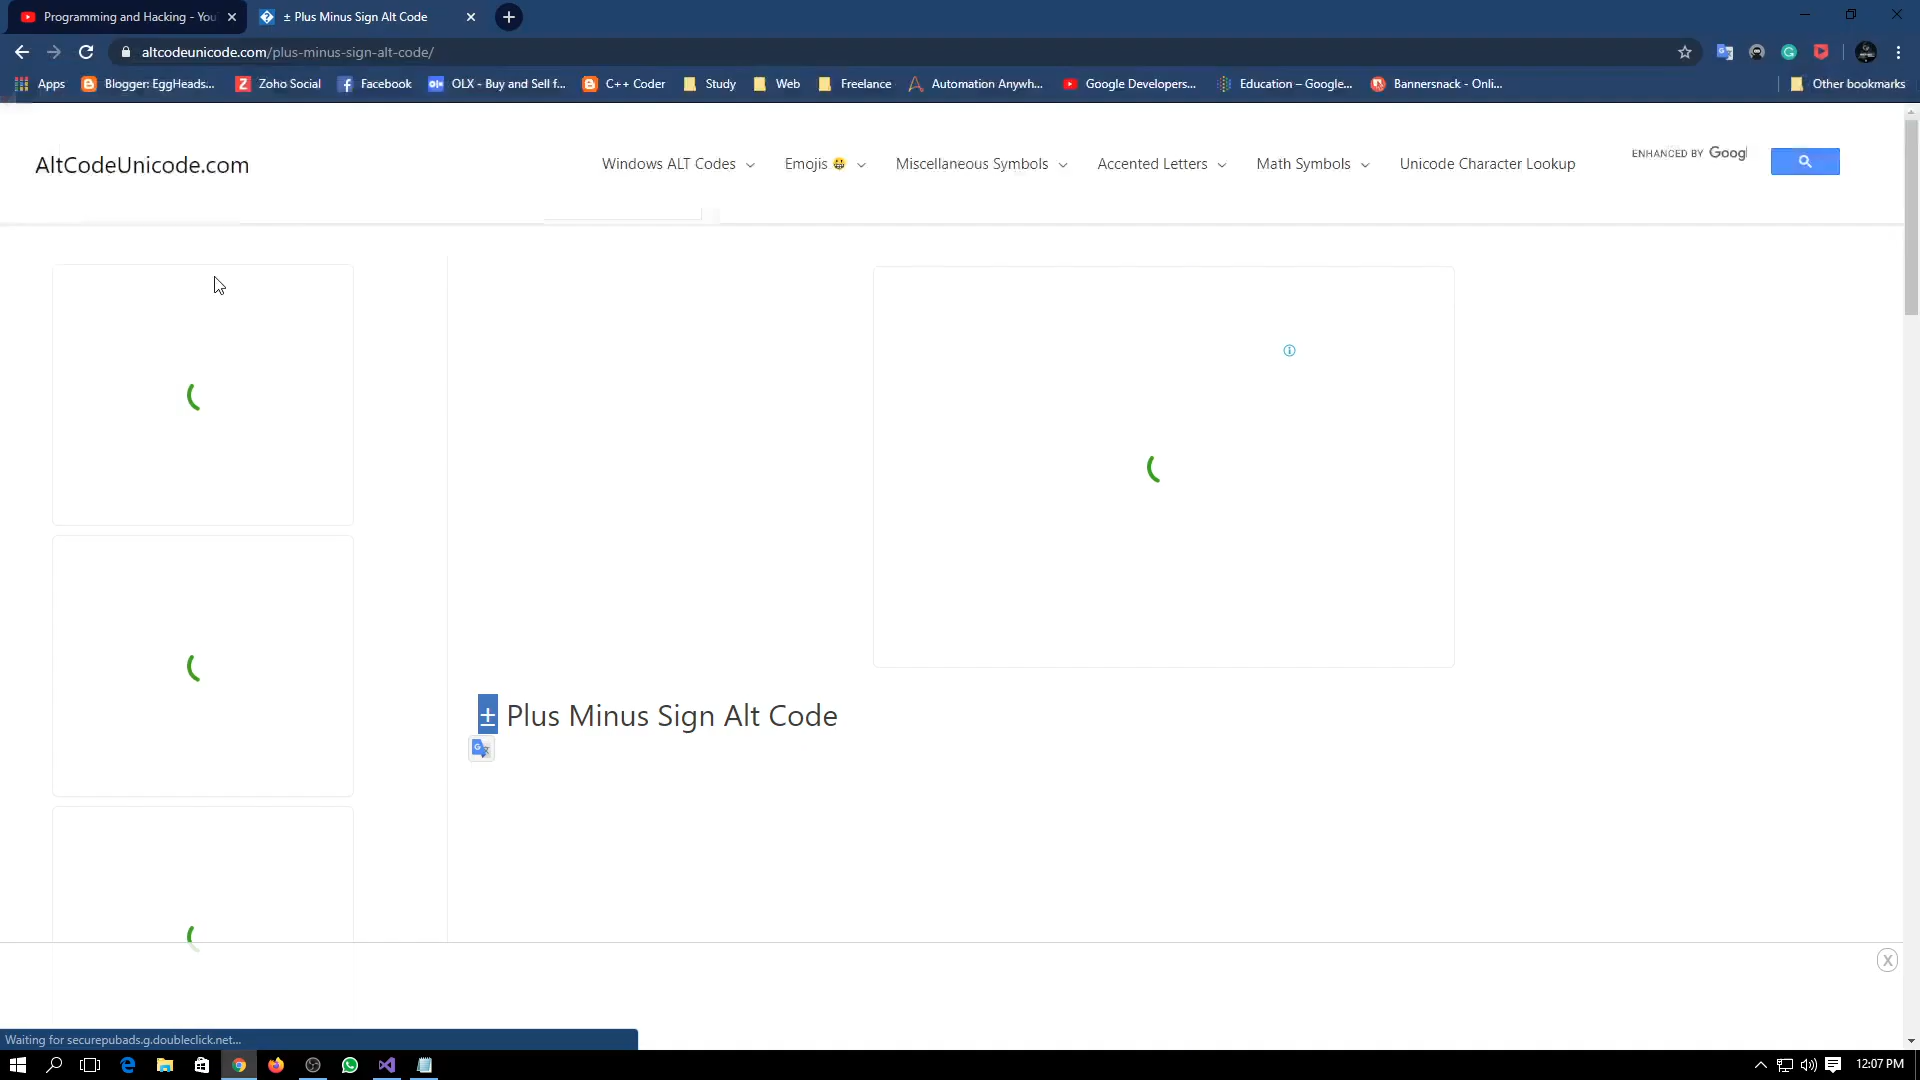 Programming and Hacking - You
± Plus Minus Sign Alt Code
altcodeunicode.com/plus-minus-sign-alt-code/
Apps
Blogger: EggHeads...
Zoho Social
Facebook
OLX - Buy and Sell f...
C++ Coder
Study
Web
Freelance
Automation Anywh...
Google Developers...
Education – Google...
Bannersnack - Onli...
Other bookmarks
AltCodeUnicode.com
Windows ALT Codes
Emojis 😀
Miscellaneous Symbols
Accented Letters
Math Symbols
Unicode Character Lookup
ENHANCED BY Googl
± Plus Minus Sign Alt Code
X
Waiting for securepubads.g.doubleclick.net...
12:07 PM